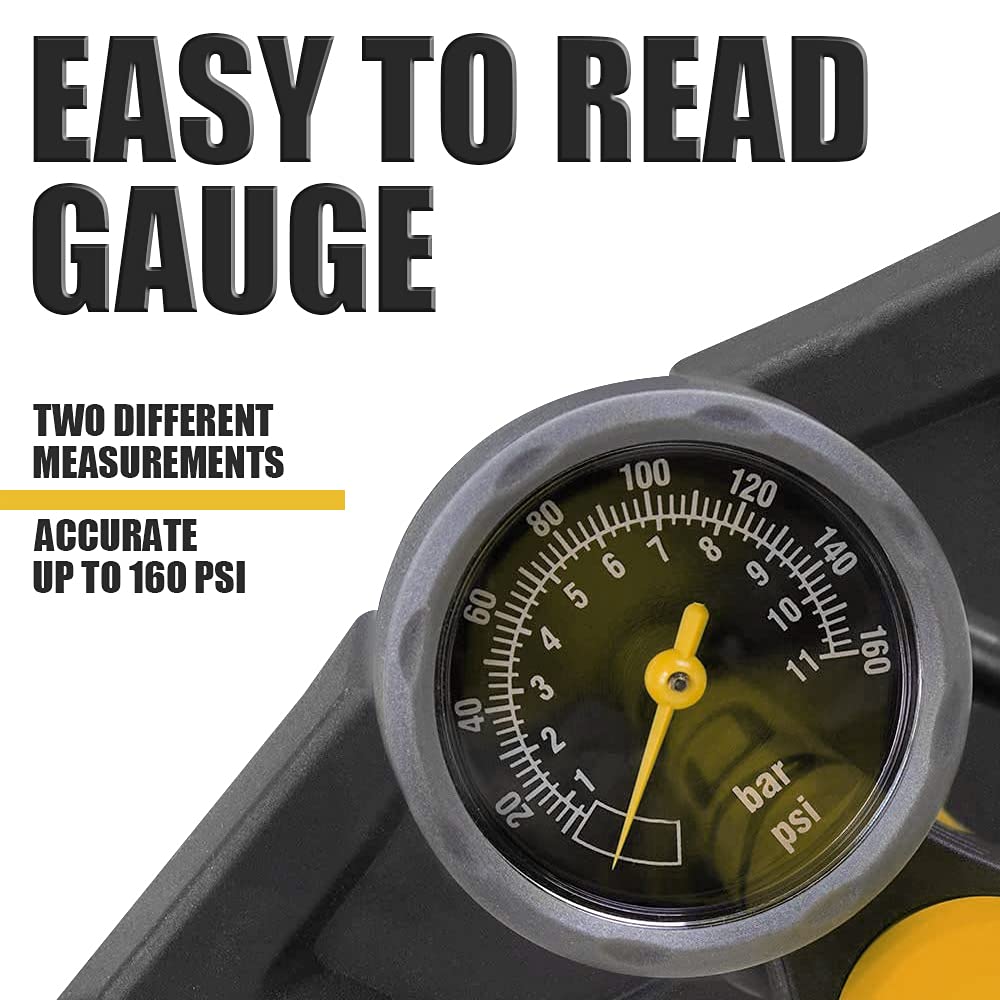 EASY TO READ
GAUGE
TWO DIFFERENT
MEASUREMENTS
ACCURATE
UP TO 160 PSI
20
40
60
80
100
120
140
160
1
2
3
4
5
6
7
8
9
10
11
bar
psi